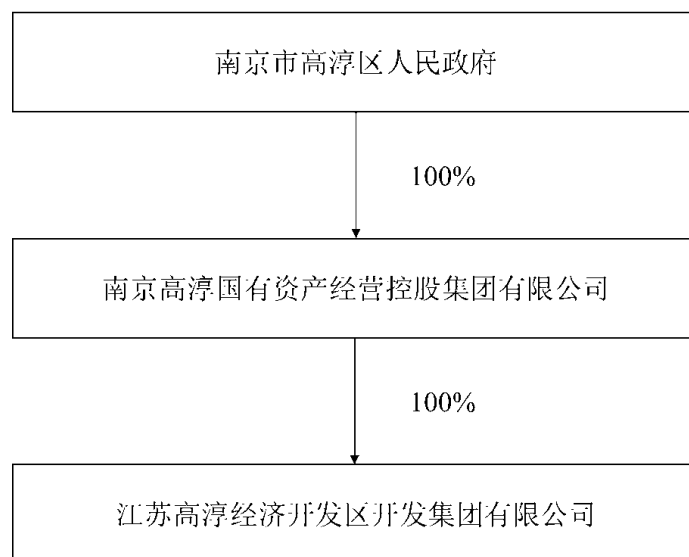 南京市高淳区人民政府
100%
南京高淳国有资产经营控股集团有限公司
100%
江苏高淳经济开发区开发集团有限公司